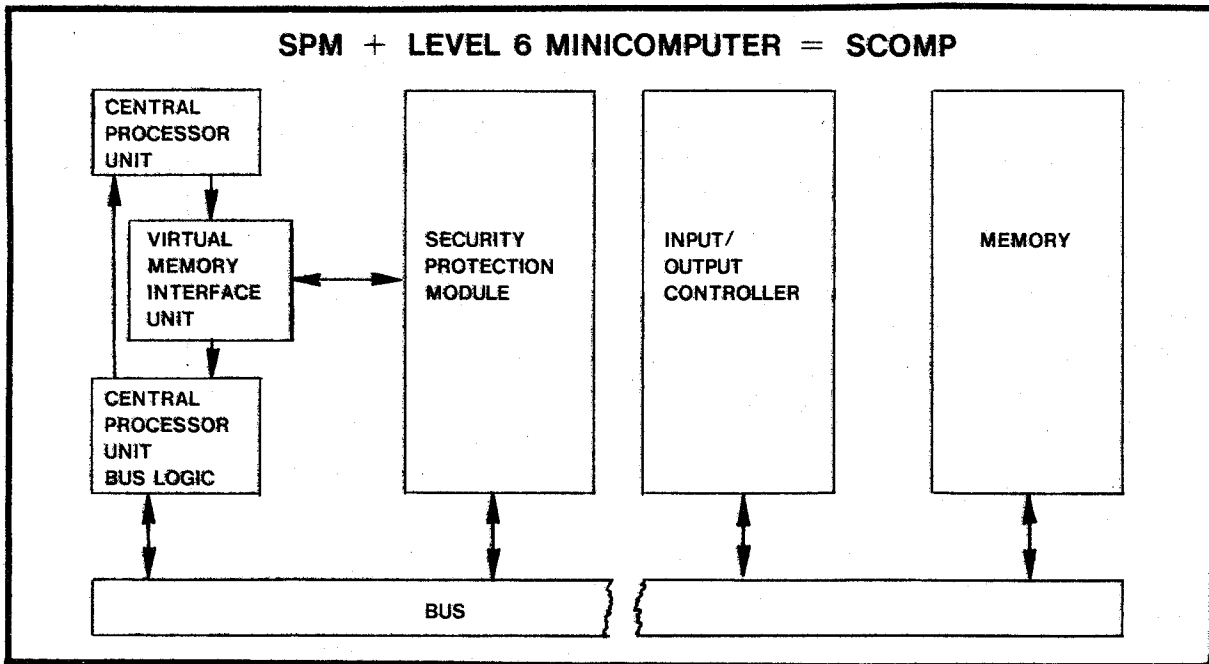 SPM + LEVEL 6 MINICOMPUTER = SCOMP
CENTRAL
PROCESSOR
UNIT
VIRTUAL
MEMORY
INTERFACE
UNIT
CENTRAL
PROCESSOR
UNIT
BUS LOGIC
SECURITY
PROTECTION
MODULE
INPUT/
OUTPUT
CONTROLLER
MEMORY
BUS